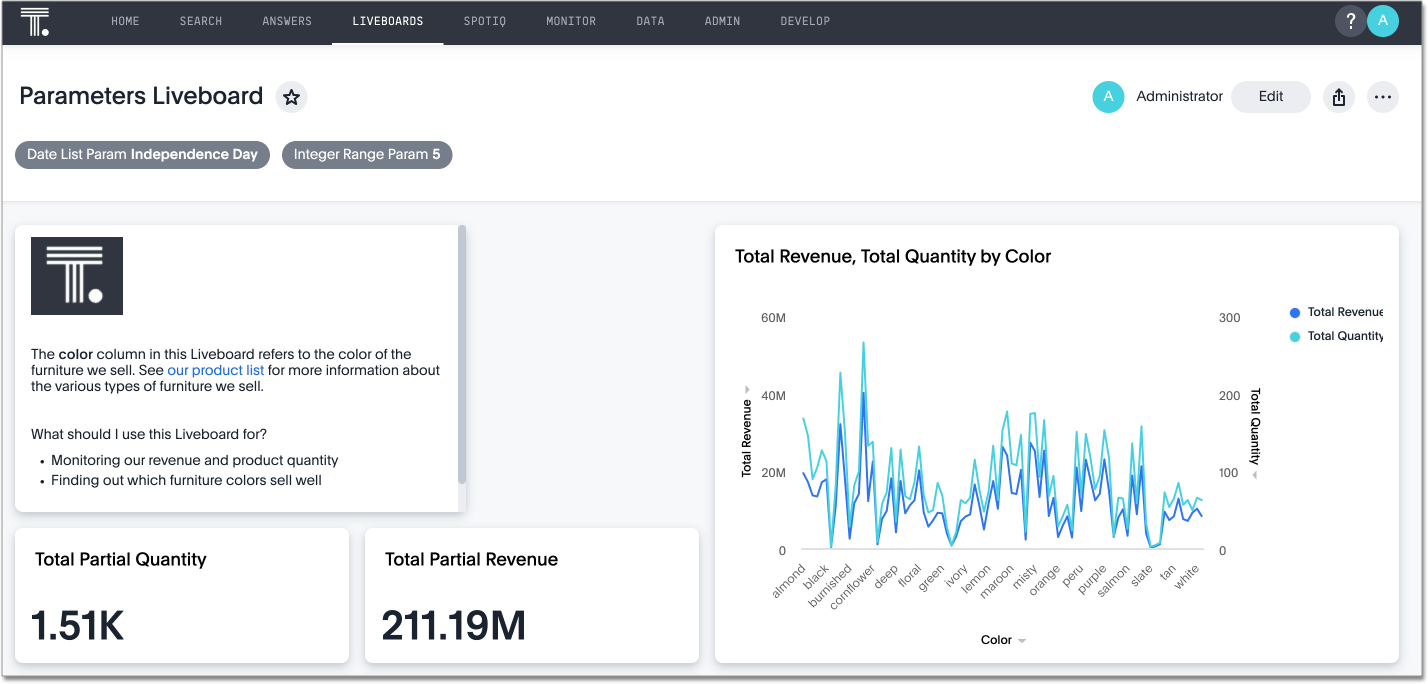 HOME SEARCH ANSWERS LIVEBOARDS SPOTIQ MONITOR DATA ADMIN DEVELOP ? A
Parameters Liveboard
A Administrator Edit
Date List Param Independence Day Integer Range Param 5
The color column in this Liveboard refers to the color of the
furniture we sell. See our product list for more information about
the various types of furniture we sell.
What should I use this Liveboard for?
• Monitoring our revenue and product quantity
• Finding out which furniture colors sell well
Total Partial Quantity
1.51K
Total Partial Revenue
211.19M
Total Revenue, Total Quantity by Color
Total Revenue
Total Quantity
60M
40M
20M
0
Total Revenue
300
200
100
0
Total Quantity
almond black burnished cornflower deep floral green ivory lemon maroon misty orange peru purple salmon slate tan white
Color